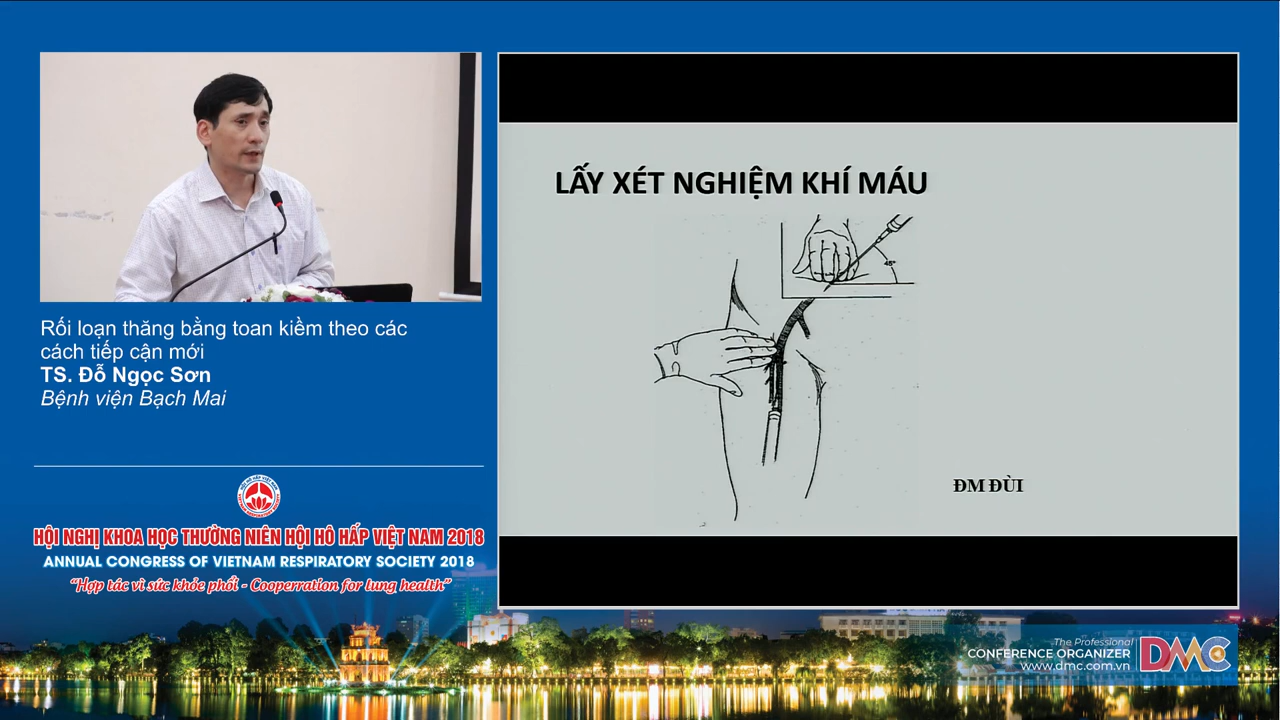 Rối loạn thăng bằng toan kiềm theo các
cách tiếp cận mới
TS. Đỗ Ngọc Sơn
Bệnh viện Bạch Mai
HỘI NGHỊ KHOA HỌC THƯỜNG NIÊN HỘI HÔ HẤP VIỆT NAM 2018
ANNUAL CONGRESS OF VIETNAM RESPIRATORY SOCIETY 2018
“Hợp tác vì sức khỏe phổi - Cooperration for lung health”
LẤY XÉT NGHIỆM KHÍ MÁU
45°
ĐM ĐÙI
The Professional
CONFERENCE ORGANIZER
www.dmc.com.vn
DMC